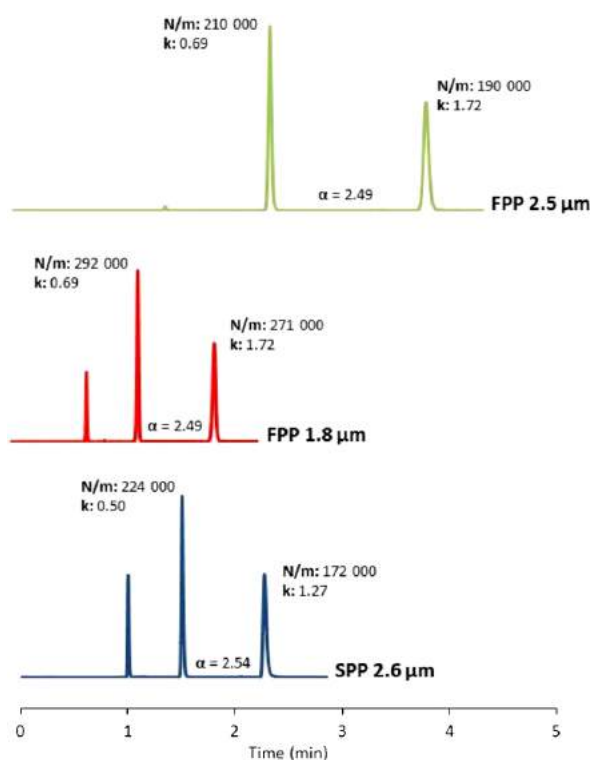 N/m: 210 000
k: 0.69
N/m: 190 000
k: 1.72
α = 2.49
FPP 2.5 μm
N/m: 292 000
k: 0.69
N/m: 271 000
k: 1.72
α = 2.49
FPP 1.8 μm
N/m: 224 000
k: 0.50
N/m: 172 000
k: 1.27
α = 2.54
SPP 2.6 μm
0 1 2 3 4 5
Time (min)